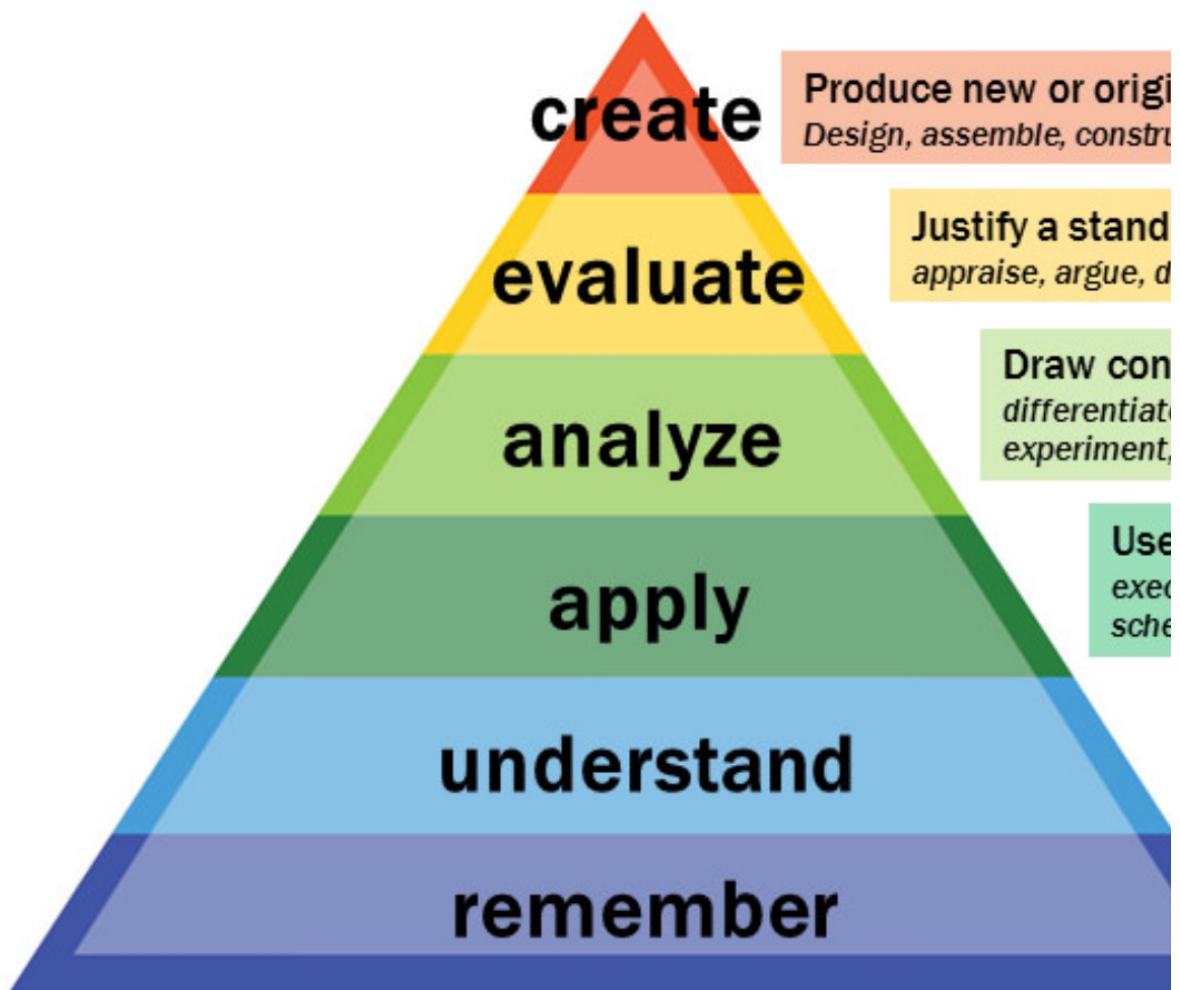 create
Produce new or origi
Design, assemble, constru
evaluate
Justify a stand
appraise, argue, d
analyze
Draw con
differentiate
experiment,
apply
Use
exec
sche
understand
remember